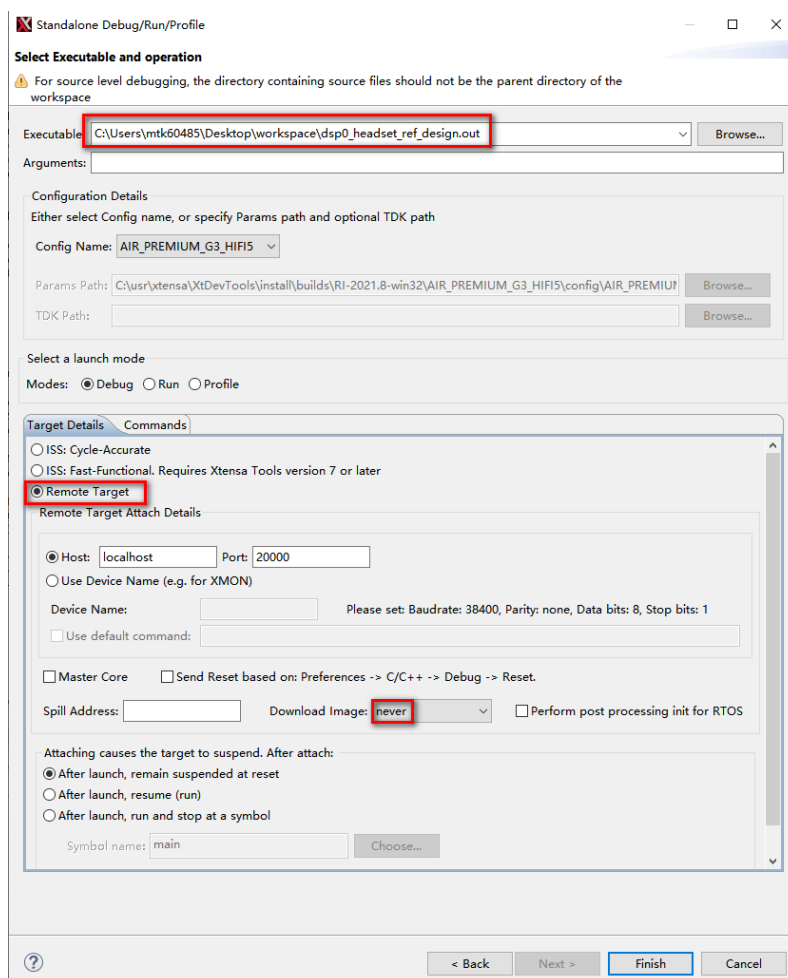 Standalone Debug/Run/Profile
Select Executable and operation
For source level debugging, the directory containing source files should not be the parent directory of the
workspace
Executable C:\Users\mtk60485\Desktop\workspace\dsp0_headset_ref_design.out Browse...
Arguments:
Configuration Details
Either select Config name, or specify Params path and optional TDK path
Config Name: AIR_PREMIUM_G3_HIFI5
Params Path: C:\usr\xtensa\XtDevTools\install\builds\RI-2021.8-win32\AIR_PREMIUM_G3_HIFI5\config\AIR_PREMIUM Browse...
TDK Path: Browse...
Select a launch mode
Modes: Debug Run Profile
Target Details Commands
ISS: Cycle-Accurate
ISS: Fast-Functional. Requires Xtensa Tools version 7 or later
Remote Target
Remote Target Attach Details
Host: localhost Port: 20000
Use Device Name (e.g. for XMON)
Device Name: Please set: Baudrate: 38400, Parity: none, Data bits: 8, Stop bits: 1
Use default command:
Master Core Send Reset based on: Preferences -> C/C++ -> Debug -> Reset.
Spill Address: Download Image: never Perform post processing init for RTOS
Attaching causes the target to suspend. After attach:
After launch, remain suspended at reset
After launch, resume (run)
After launch, run and stop at a symbol
Symbol name: main Choose...
? < Back Next > Finish Cancel